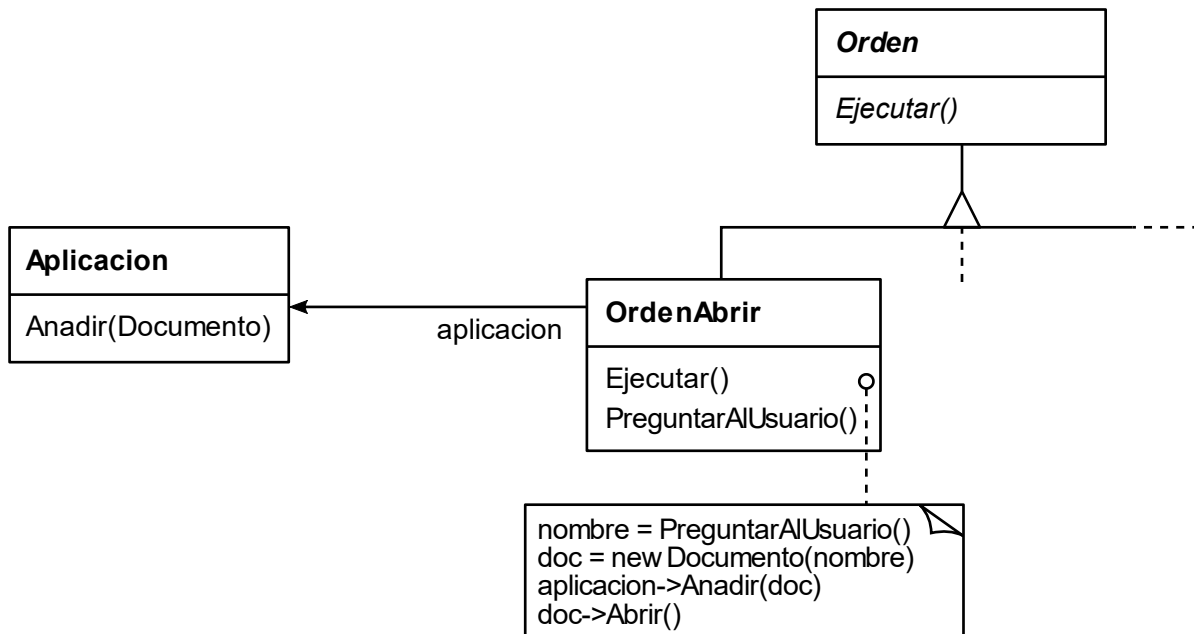 Orden
Ejecutar()
Aplicacion
Anadir(Documento)
aplicacion
OrdenAbrir
Ejecutar()
PreguntarAlUsuario()
nombre = PreguntarAlUsuario()
doc = new Documento(nombre)
aplicacion->Anadir(doc)
doc->Abrir()